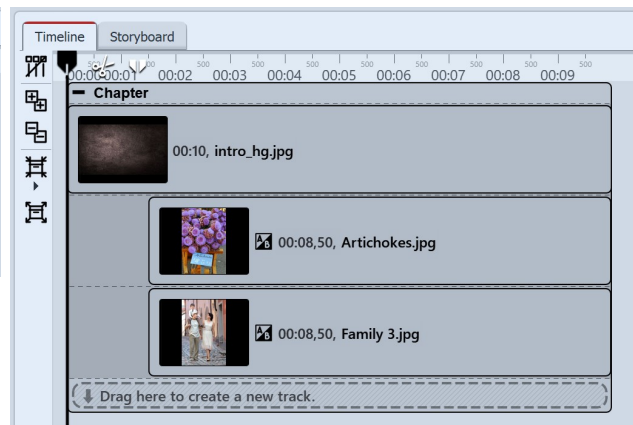 Timeline Storyboard
500 500 500 500 500 500 500 500 500
00:00 00:01 00:02 00:03 00:04 00:05 00:06 00:07 00:08 00:09
Chapter
00:10, intro_hg.jpg
A/B 00:08,50, Artichokes.jpg
A/B 00:08,50, Family 3.jpg
Drag here to create a new track.